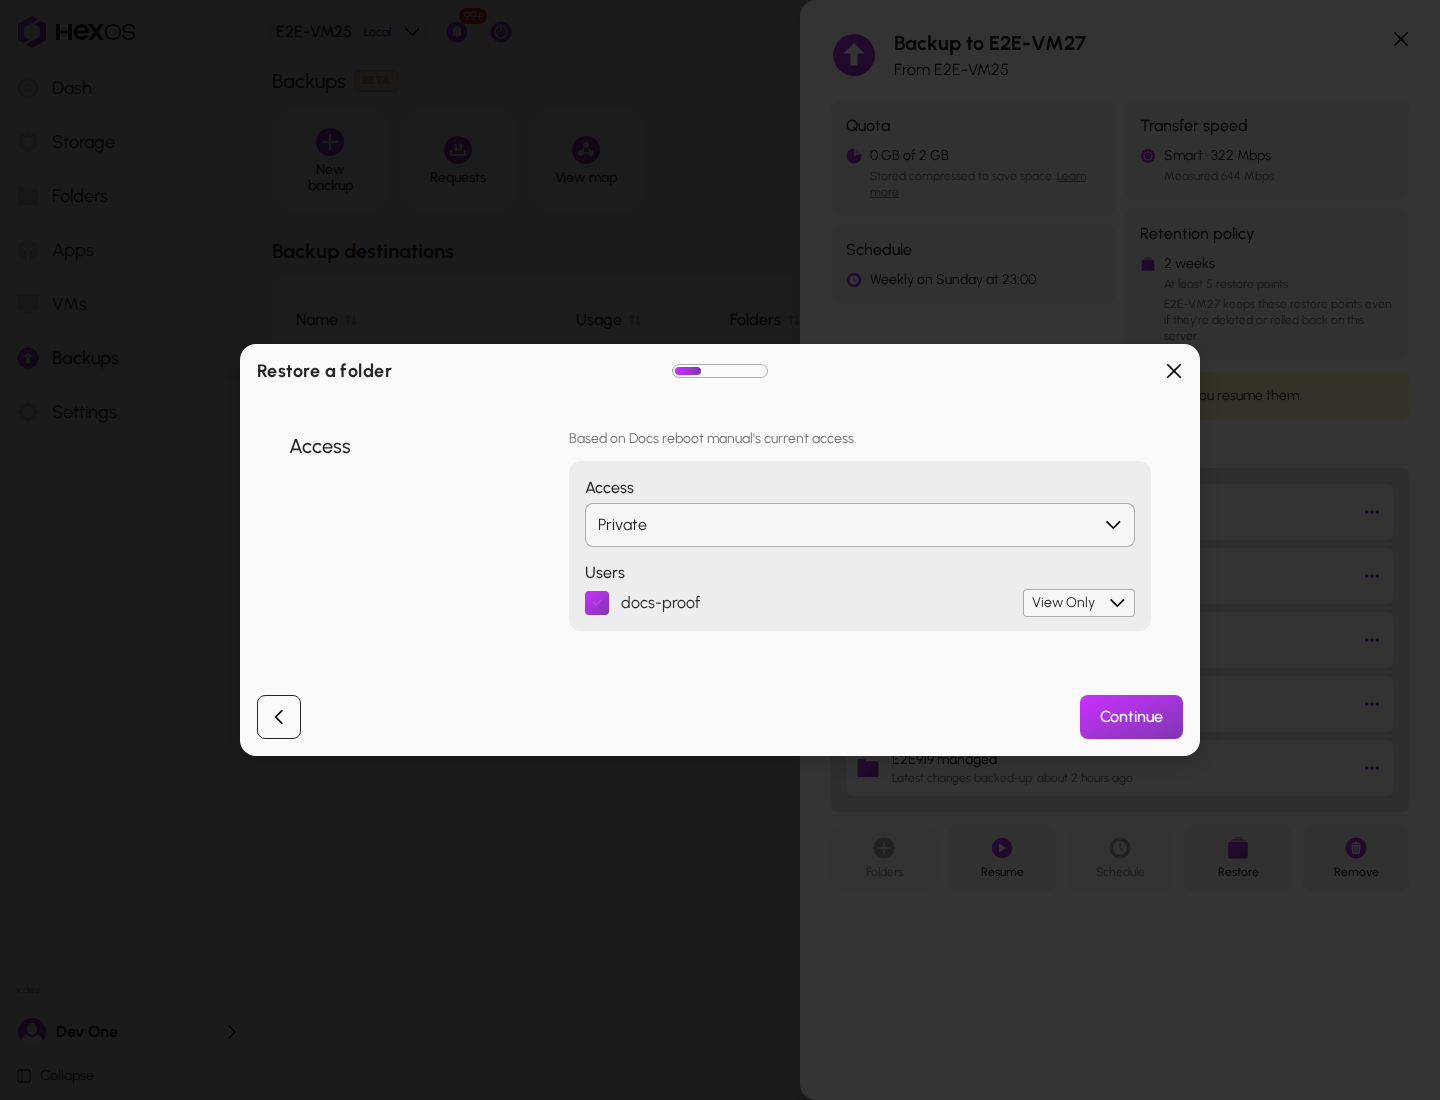 HEXOS
Dash
Storage
Folders
Apps
VMs
Backups
Settings
v.dev
Dev One
Collapse
E2E-VM25 Local
99+
Backups BETA
New
backup
Requests
View map
Backup destinations
Name
Usage
Folders
Backup to E2E-VM27
From E2E-VM25
Quota
0 GB of 2 GB
Stored compressed to save space. Learn
more
Schedule
Weekly on Sunday at 23:00
Transfer speed
Smart · 322 Mbps
Measured 644 Mbps
Retention policy
2 weeks
At least 5 restore points
E2E-VM27 keeps these restore points even
if they're deleted or rolled back on this
server.
ou resume them.
Restore a folder
Access
Based on Docs reboot manual's current access.
Access
Private
Users
docs-proof
View Only
Continue
E2E919 managed
Latest changes backed-up: about 2 hours ago
Folders
Resume
Schedule
Restore
Remove